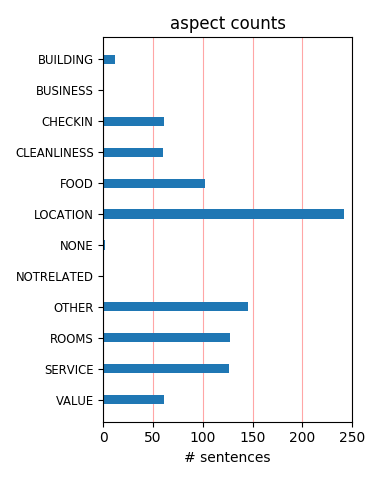 aspect counts
BUILDING
BUSINESS
CHECKIN
CLEANLINESS
FOOD
LOCATION
NONE
NOTRELATED
OTHER
ROOMS
SERVICE
VALUE
0 50 100 150 200 250
# sentences